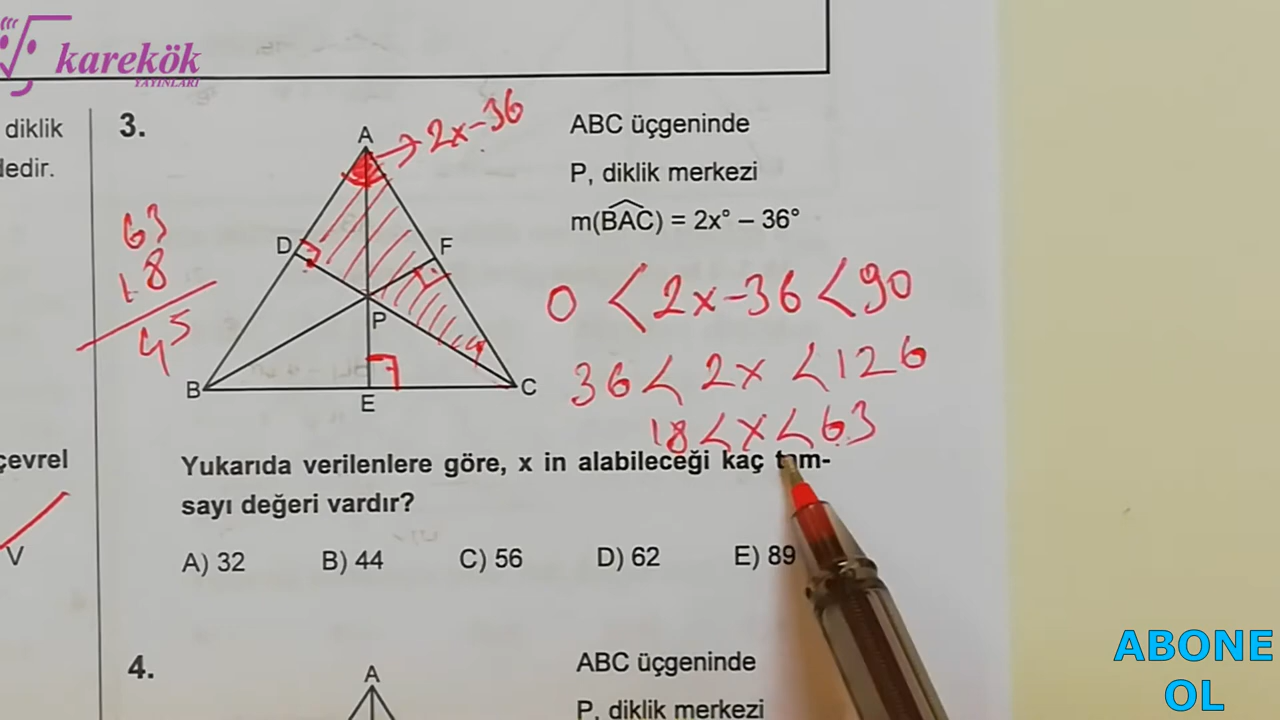 karekök
YAYINLARI
diklik
dedir.
3.
A
2x-36
D
F
P
B
E
C
ABC üçgeninde
P, diklik merkezi
m(BAC) = 2x° – 36°
63
18
45
0 < 2x-36 < 90
36 < 2x < 126
18 < x < 63
çevrel
V
Yukarıda verilenlere göre, x in alabileceği kaç tam-
sayı değeri vardır?
A) 32 B) 44 C) 56 D) 62 E) 89
4.
A
ABC üçgeninde
P, diklik merkezi
ABONE
OL